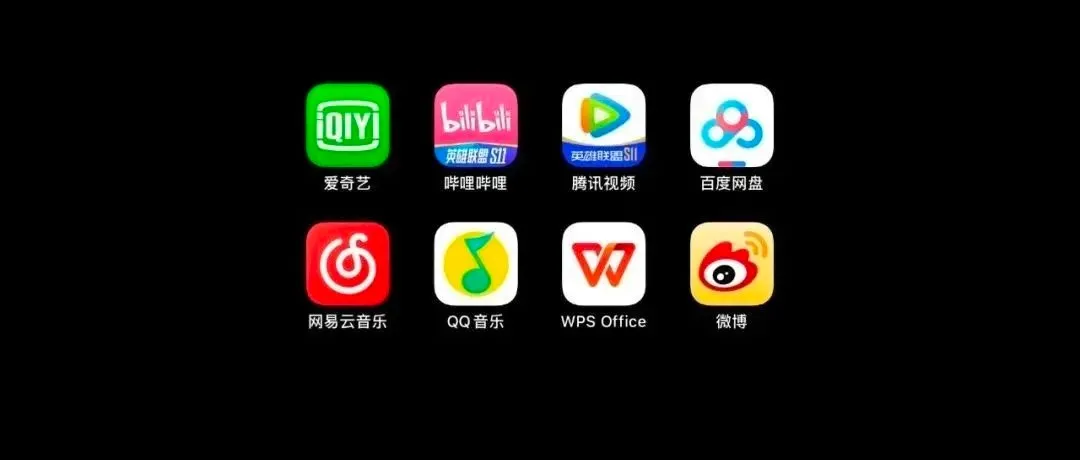 iQIYI
bilibili
英雄联盟 S11
英雄联盟 S11
爱奇艺
哔哩哔哩
腾讯视频
百度网盘
网易云音乐
QQ音乐
WPS Office
微博